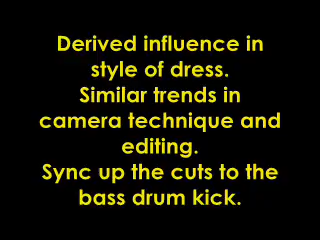 Derived influence in
style of dress.
Similar trends in
camera technique and
editing.
Sync up the cuts to the
bass drum kick.